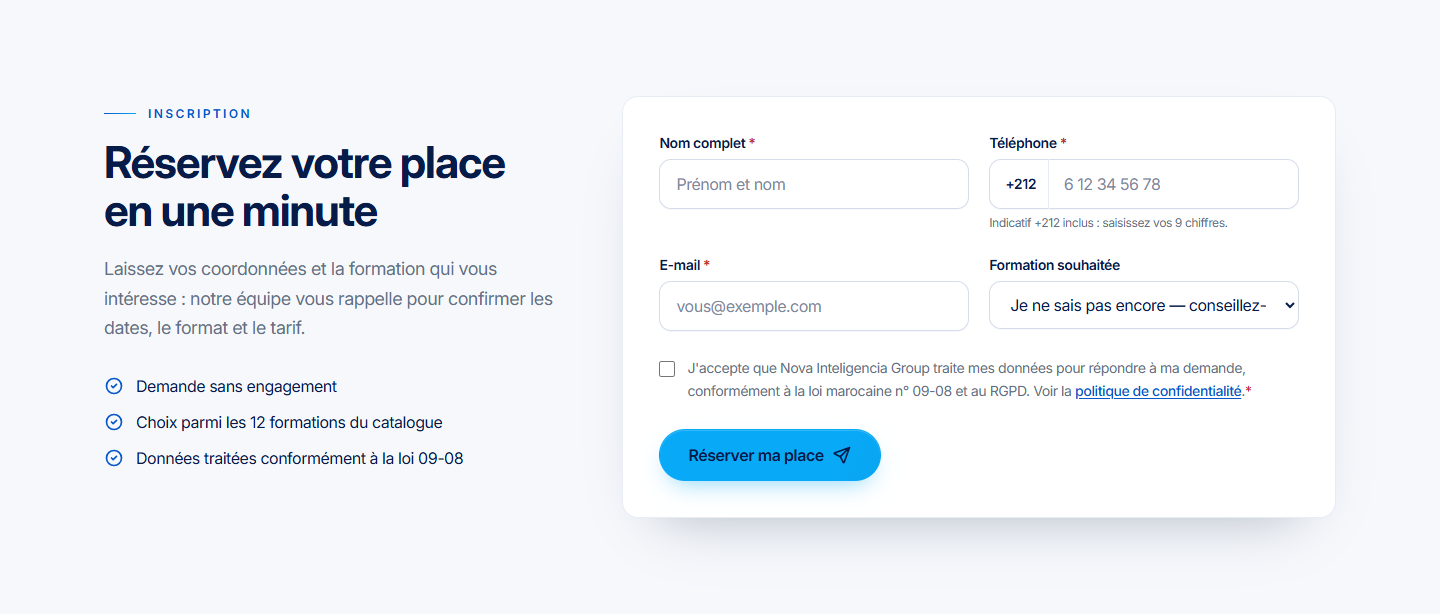 INSCRIPTION
Réservez votre place
en une minute
Laissez vos coordonnées et la formation qui vous
intéresse : notre équipe vous rappelle pour confirmer les
dates, le format et le tarif.
Demande sans engagement
Choix parmi les 12 formations du catalogue
Données traitées conformément à la loi 09-08
Nom complet *
Prénom et nom
Téléphone *
+212 6 12 34 56 78
Indicatif +212 inclus : saisissez vos 9 chiffres.
E-mail *
vous@exemple.com
Formation souhaitée
Je ne sais pas encore — conseillez-
J'accepte que Nova Inteligencia Group traite mes données pour répondre à ma demande,
conformément à la loi marocaine n° 09-08 et au RGPD. Voir la politique de confidentialité.*
Réserver ma place